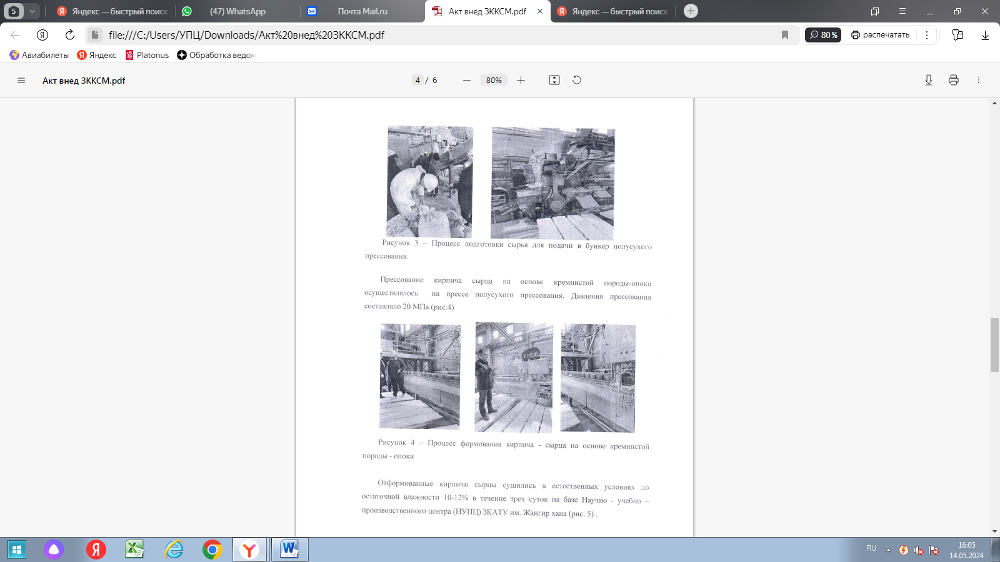 5
Яндекс — быстрый поиск
(47) WhatsApp
Почта Mail.ru
Акт внед ЗККСМ.pdf
Яндекс — быстрый поиск
file:///C:/Users/УПЦ/Downloads/Акт%20внед%20ЗККСМ.pdf
80%
распечатать
Авиабилеты
Яндекс
Platonus
Обработка ведом
Акт внед ЗККСМ.pdf
4 / 6
80%
Рисунок 3 – Процесс подготовки сырья для подачи в бункер полусухого
прессования.
Прессование кирпича сырца на основе кремнистой породы-опоки
осуществлялось на прессе полусухого прессования. Давления прессования
составляло 20 МПа (рис.4)
Рисунок 4 – Процесс формования кирпича - сырца на основе кремнистой
породы - опоки
Отформованные кирпичи сырцы сушились в естественных условиях до
остаточной влажности 10-12% в течение трех суток на базе Научно - учебно –
производственного центра (НУПЦ) ЗКАТУ им. Жангир хана (рис. 5) .
RU
16:05
14.05.2024